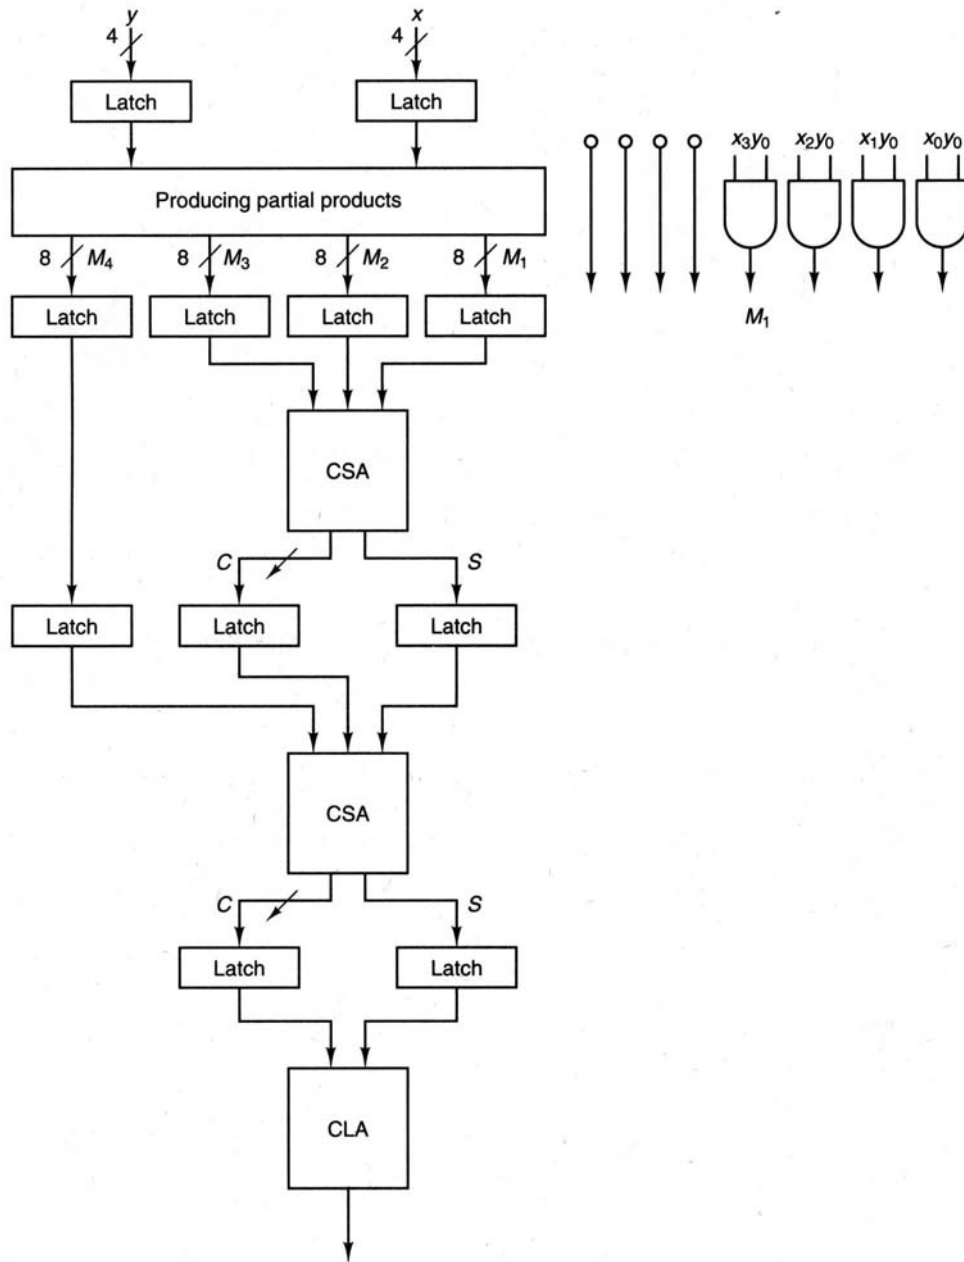 y x
4 4
Latch Latch
x₃y₀ x₂y₀ x₁y₀ x₀y₀
Producing partial products
8 M₄ 8 M₃ 8 M₂ 8 M₁
Latch Latch Latch Latch
M₁
CSA
C S
Latch Latch Latch
CSA
C S
Latch Latch
CLA